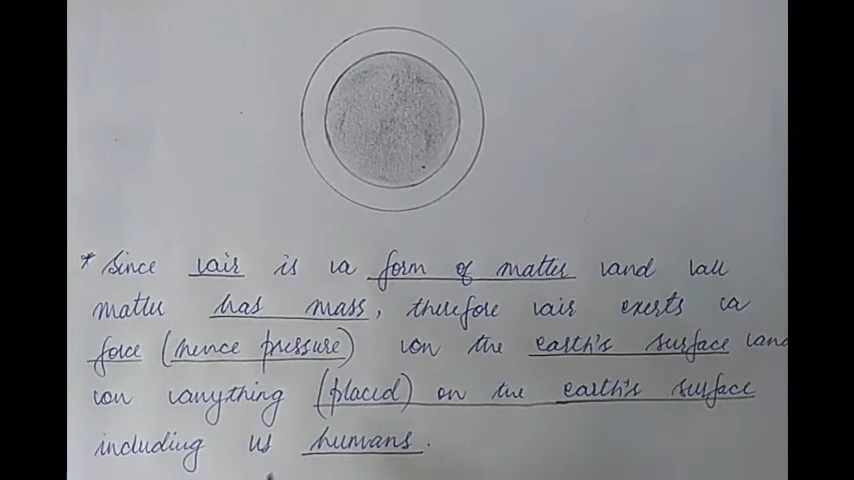 * Since air is a form of matter and all
matter has mass, therefore air exerts a
force (hence pressure) on the earth's surface and
on anything (placed) on the earth's surface
including us humans.